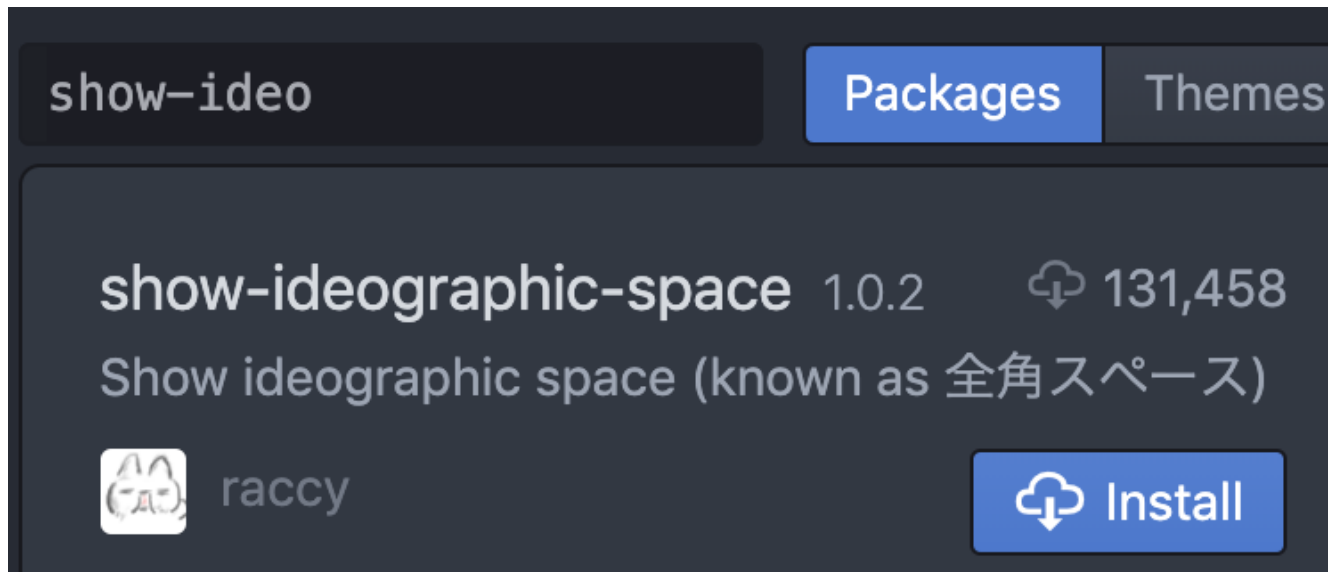 show-ideo
Packages Themes
show-ideographic-space 1.0.2 131,458
Show ideographic space (known as 全角スペース)
raccy
Install